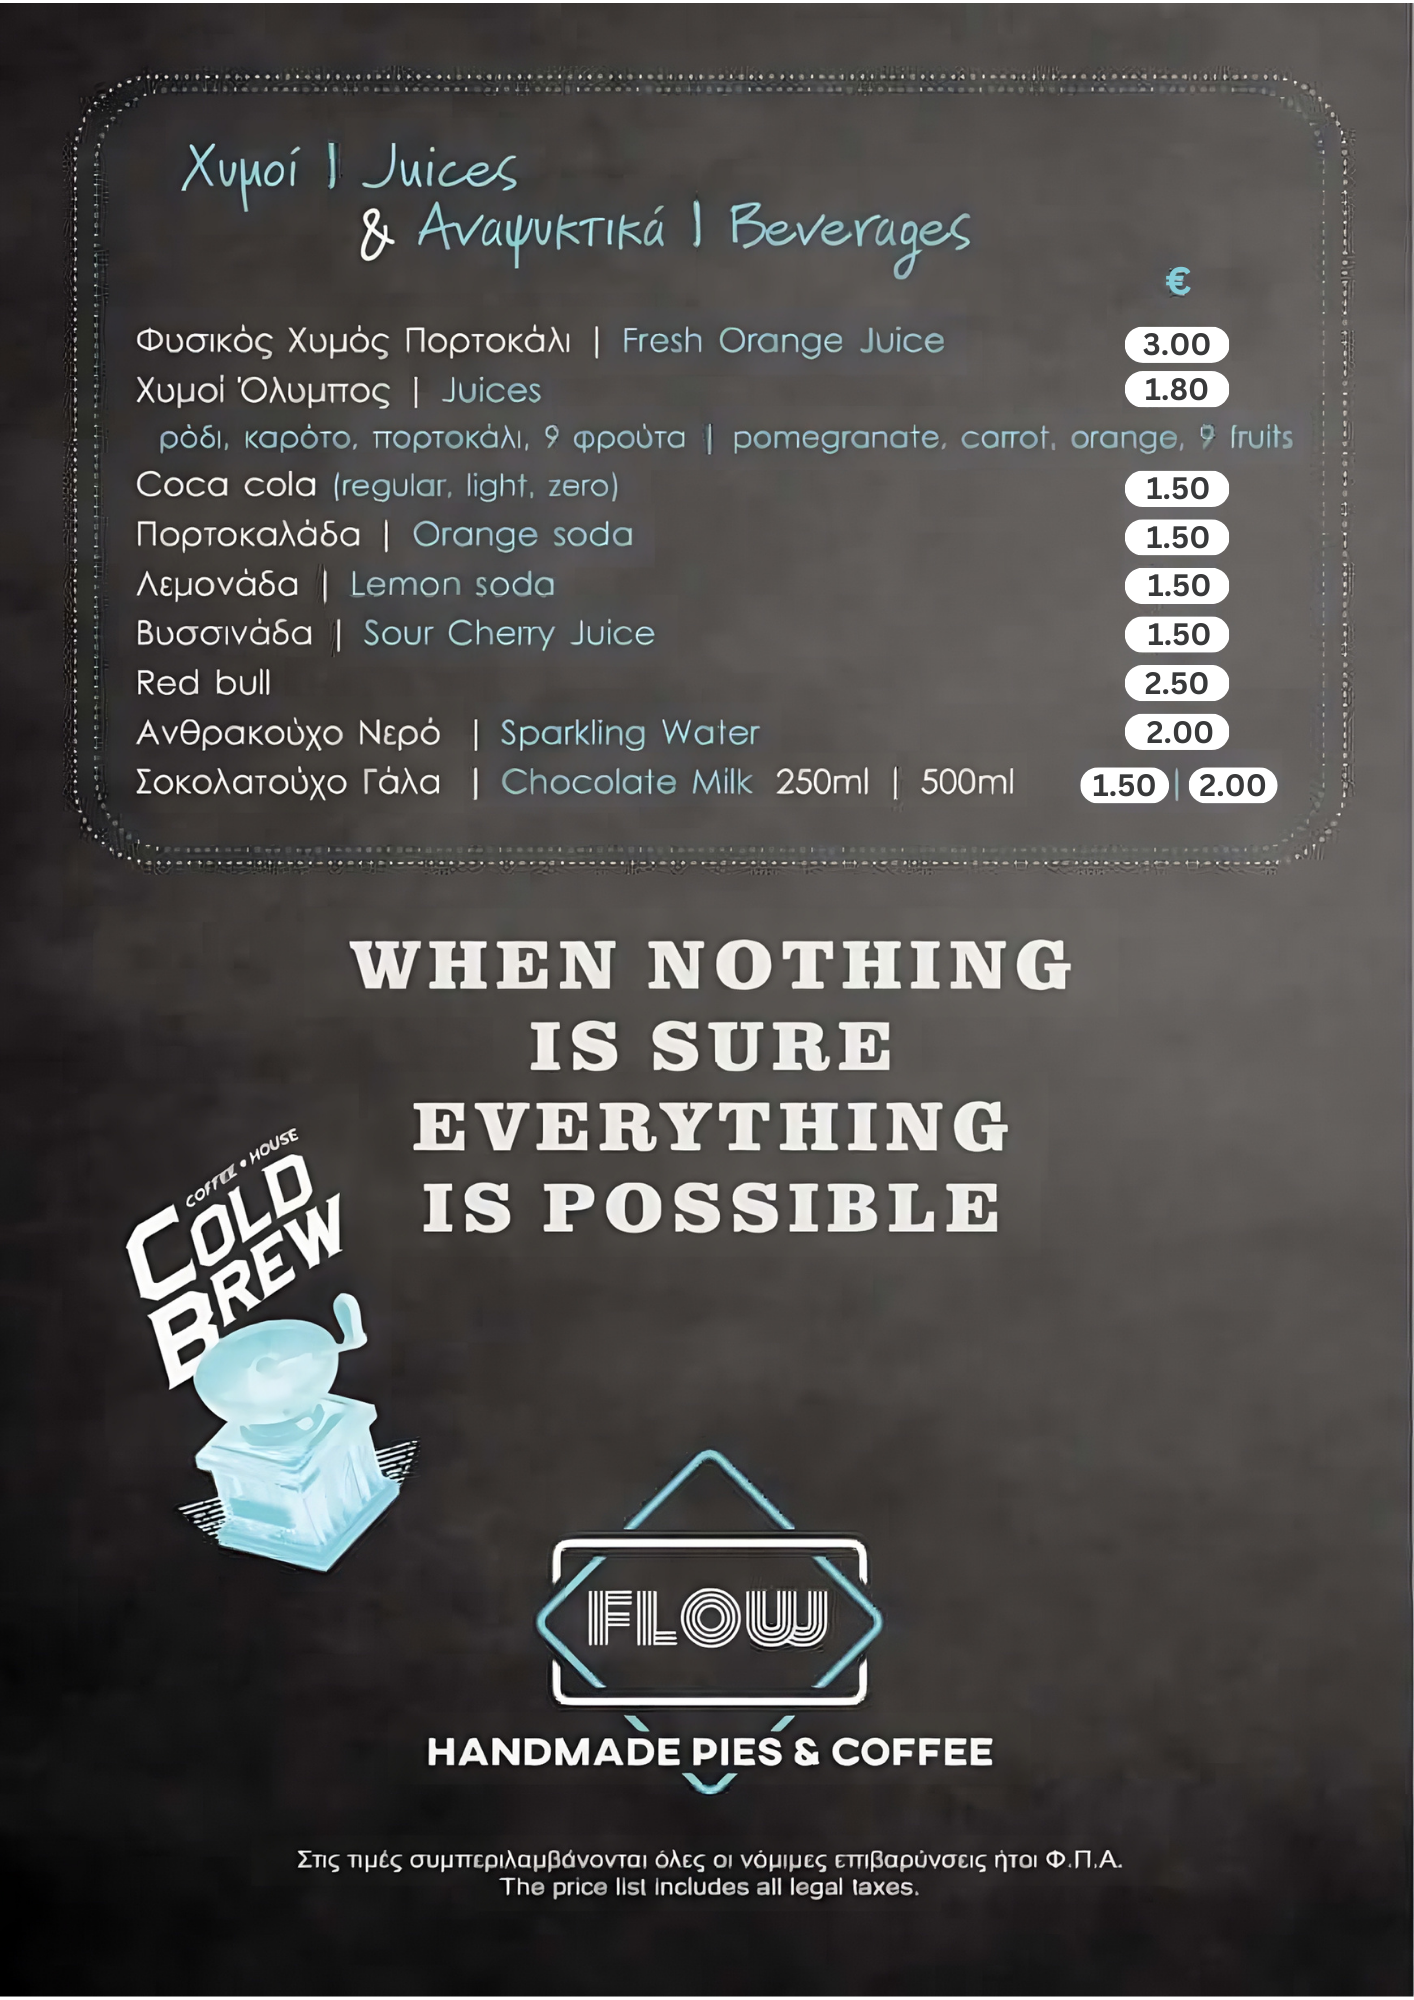 Χυμοί | Juices
& Αναψυκτικά | Beverages
€
Φυσικός Χυμός Πορτοκάλι | Fresh Orange Juice 3.00
Χυμοί Όλυμπος | Juices 1.80
ρόδι, καρότο, πορτοκάλι, 9 φρούτα | pomegranate, carrot, orange, 9 fruits
Coca cola (regular, light, zero) 1.50
Πορτοκαλάδα | Orange soda 1.50
Λεμονάδα | Lemon soda 1.50
Βυσσινάδα | Sour Cherry Juice 1.50
Red bull 2.50
Ανθρακούχο Νερό | Sparkling Water 2.00
Σοκολατούχο Γάλα | Chocolate Milk 250ml | 500ml 1.50 | 2.00
WHEN NOTHING
IS SURE
EVERYTHING
IS POSSIBLE
COFFEE • HOUSE
COLD
BREW
FLOW
HANDMADE PIES & COFFEE
Στις τιμές συμπεριλαμβάνονται όλες οι νόμιμες επιβαρύνσεις ήτοι Φ.Π.Α.
The price list includes all legal taxes.